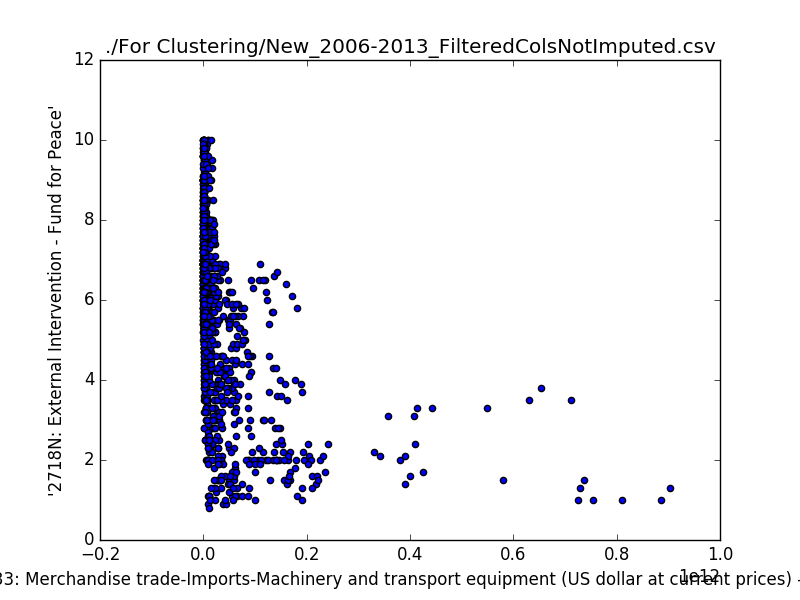 ./For Clustering/New_2006-2013_FilteredColsNotImputed.csv
12
10
8
6
4
2
0
'2718N: External Intervention - Fund for Peace'
−0.2 0.0 0.2 0.4 0.6 0.8 1.0
1e12
33: Merchandise trade-Imports-Machinery and transport equipment (US dollar at current prices) -